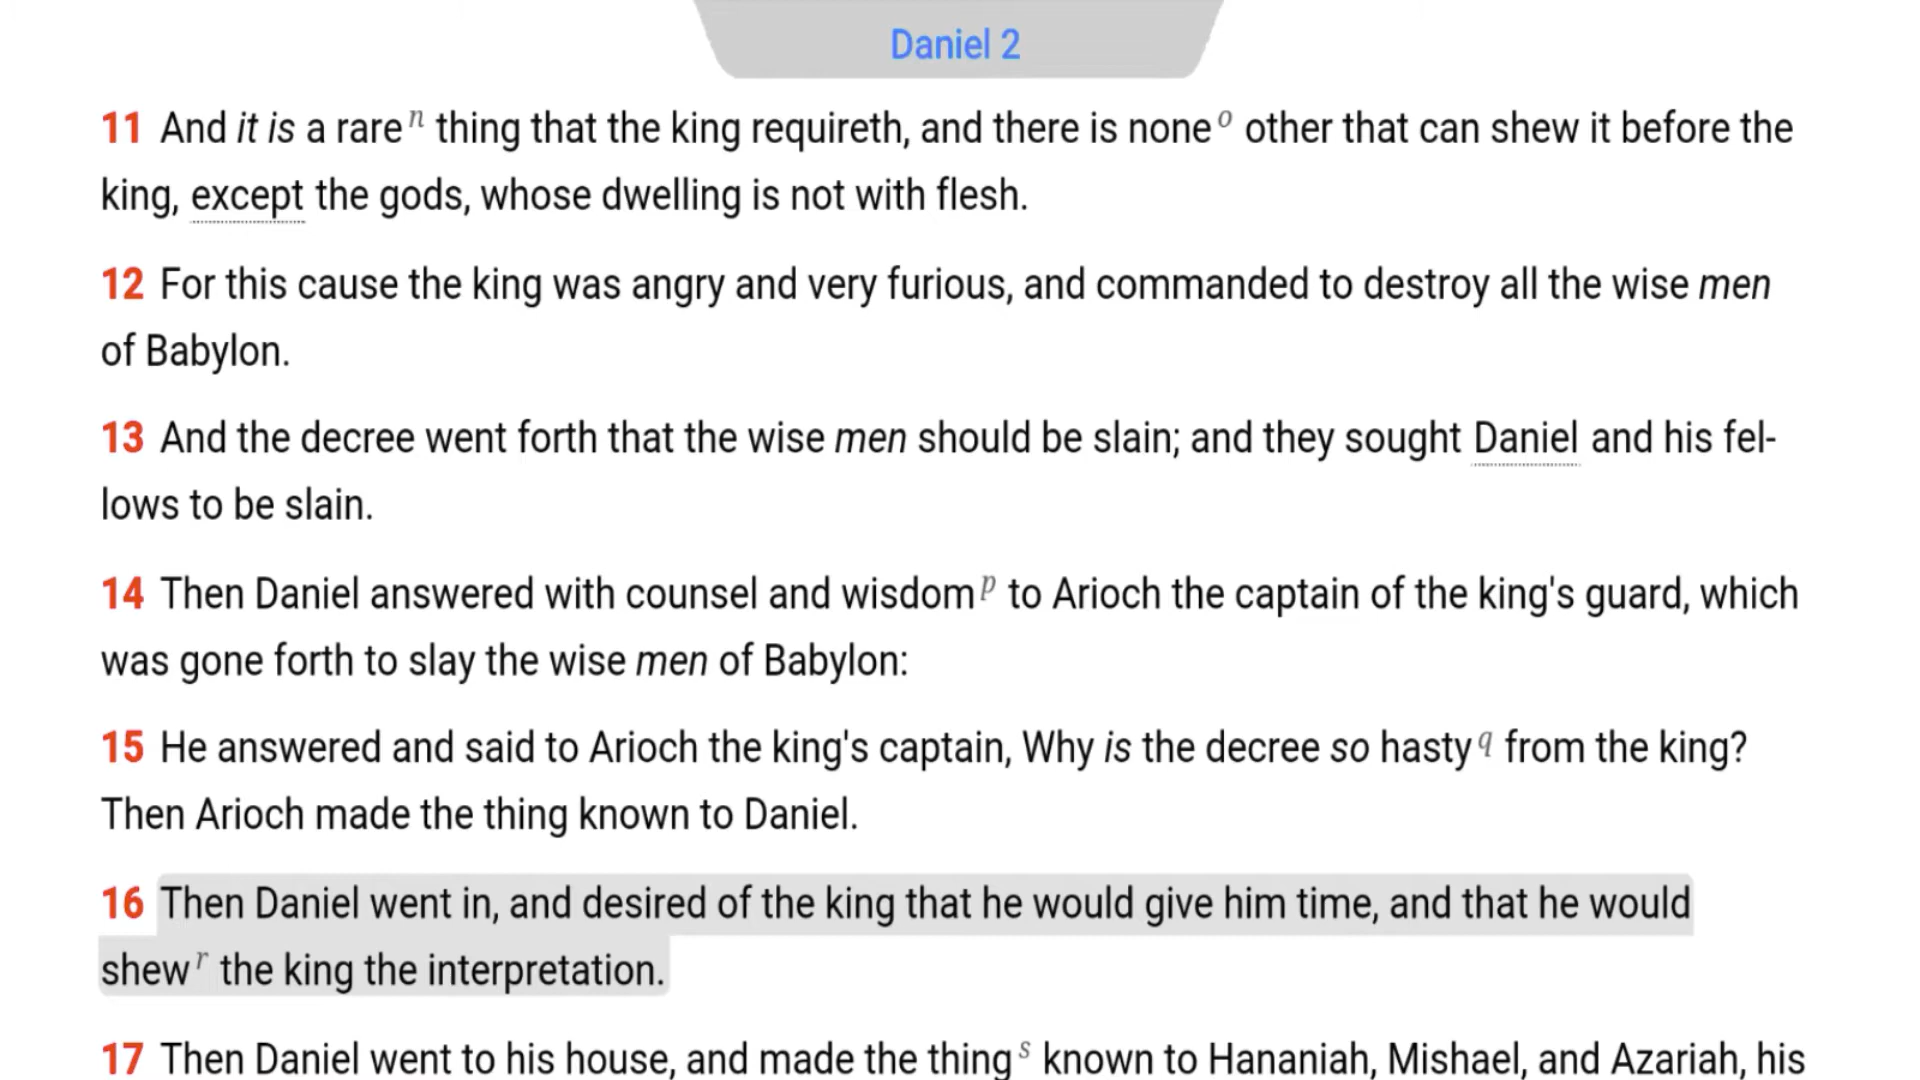 Daniel 2
11 And it is a rare n thing that the king requireth, and there is none o other that can shew it before the
king, except the gods, whose dwelling is not with flesh.
12 For this cause the king was angry and very furious, and commanded to destroy all the wise men
of Babylon.
13 And the decree went forth that the wise men should be slain; and they sought Daniel and his fel-
lows to be slain.
14 Then Daniel answered with counsel and wisdom p to Arioch the captain of the king's guard, which
was gone forth to slay the wise men of Babylon:
15 He answered and said to Arioch the king's captain, Why is the decree so hasty q from the king?
Then Arioch made the thing known to Daniel.
16 Then Daniel went in, and desired of the king that he would give him time, and that he would
shew r the king the interpretation.
17 Then Daniel went to his house, and made the thing s known to Hananiah, Mishael, and Azariah, his